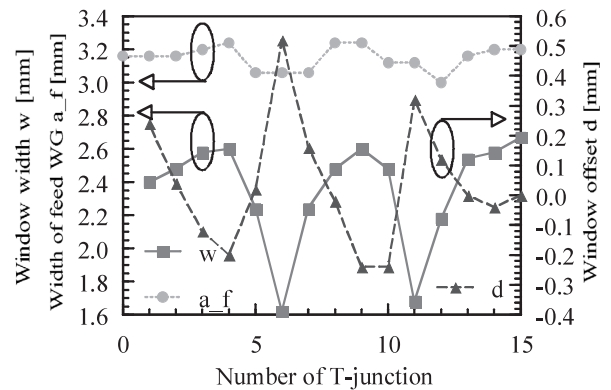 Window width w [mm]
Width of feed WG a_f [mm]
3.4
3.2
3.0
2.8
2.6
2.4
2.2
2.0
1.8
1.6
w
a_f
d
0.6
0.5
0.4
0.3
0.2
0.1
0.0
-0.1
-0.2
-0.3
-0.4
Window offset d [mm]
0 5 10 15
Number of T-junction